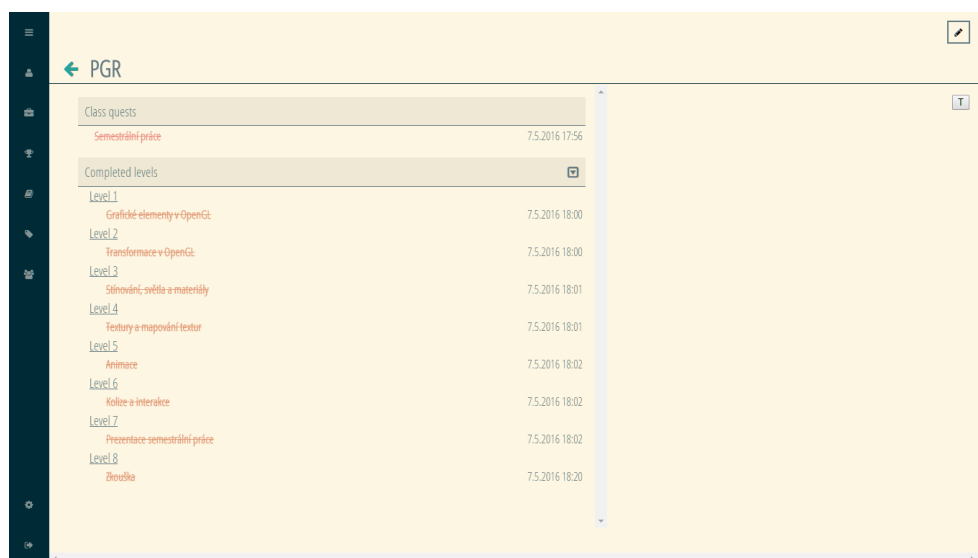 PGR
T
Class quests
Semestrální práce 7.5.2016 17:56
Completed levels
Level 1
Grafické elementy v OpenGL 7.5.2016 18:00
Level 2
Transformace v OpenGL 7.5.2016 18:00
Level 3
Stínování, světla a materiály 7.5.2016 18:01
Level 4
Textury a mapování textur 7.5.2016 18:01
Level 5
Animace 7.5.2016 18:02
Level 6
Kolize a interakce 7.5.2016 18:02
Level 7
Prezentace semestrální práce 7.5.2016 18:02
Level 8
Zkouška 7.5.2016 18:20